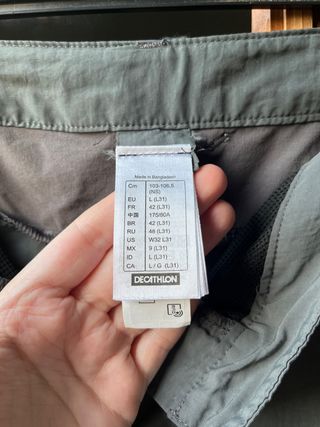 Made in Bangladesh
Cm 103-106,5 (NS)
EU L (L31)
FR 42 (L31)
中国 175/80A
BR 42 (L31)
RU 48 (L31)
US W32 L31
MX 9 (L31)
ID L (L31)
CA L / G (L31)
DECATHLON